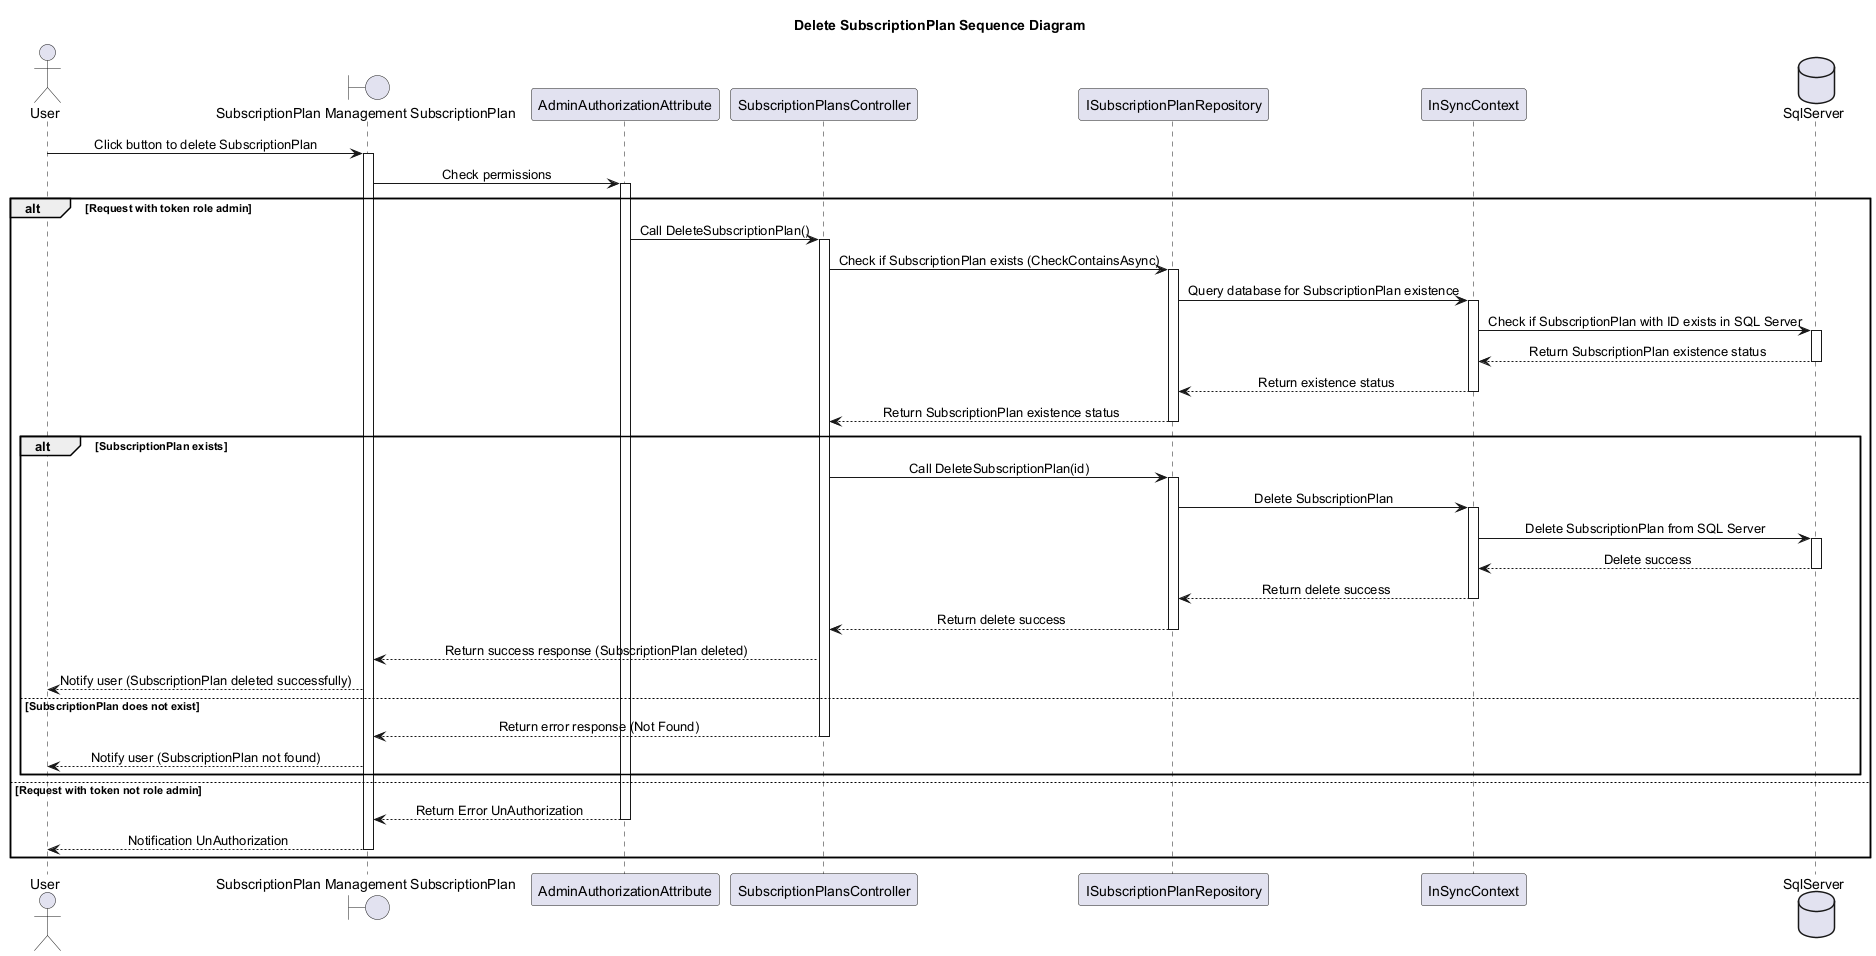 Delete SubscriptionPlan Sequence Diagram
User
SubscriptionPlan Management SubscriptionPlan
AdminAuthorizationAttribute
SubscriptionPlansController
ISubscriptionPlanRepository
InSyncContext
SqlServer
Click button to delete SubscriptionPlan
Check permissions
alt
[Request with token role admin]
Call DeleteSubscriptionPlan()
Check if SubscriptionPlan exists (CheckContainsAsync)
Query database for SubscriptionPlan existence
Check if SubscriptionPlan with ID exists in SQL Server
Return SubscriptionPlan existence status
Return existence status
Return SubscriptionPlan existence status
alt
[SubscriptionPlan exists]
Call DeleteSubscriptionPlan(id)
Delete SubscriptionPlan
Delete SubscriptionPlan from SQL Server
Delete success
Return delete success
Return delete success
Return success response (SubscriptionPlan deleted)
Notify user (SubscriptionPlan deleted successfully)
[SubscriptionPlan does not exist]
Return error response (Not Found)
Notify user (SubscriptionPlan not found)
[Request with token not role admin]
Return Error UnAuthorization
Notification UnAuthorization
User
SubscriptionPlan Management SubscriptionPlan
AdminAuthorizationAttribute
SubscriptionPlansController
ISubscriptionPlanRepository
InSyncContext
SqlServer